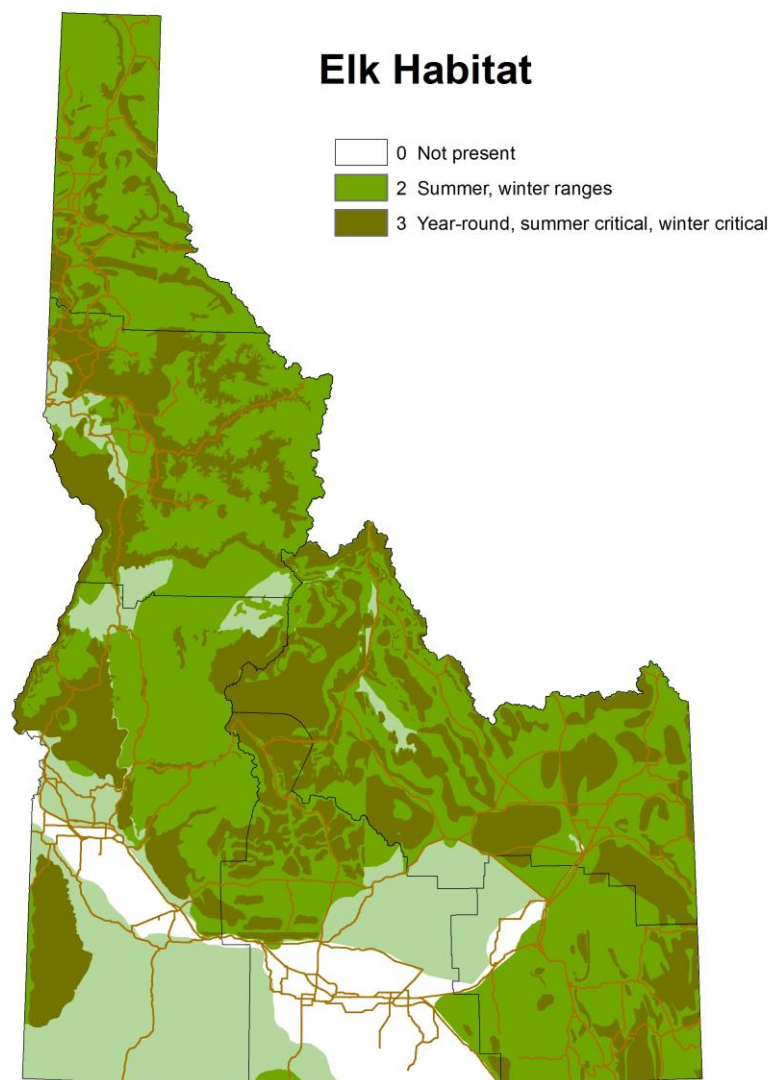 Elk Habitat
0 Not present
2 Summer, winter ranges
3 Year-round, summer critical, winter critical